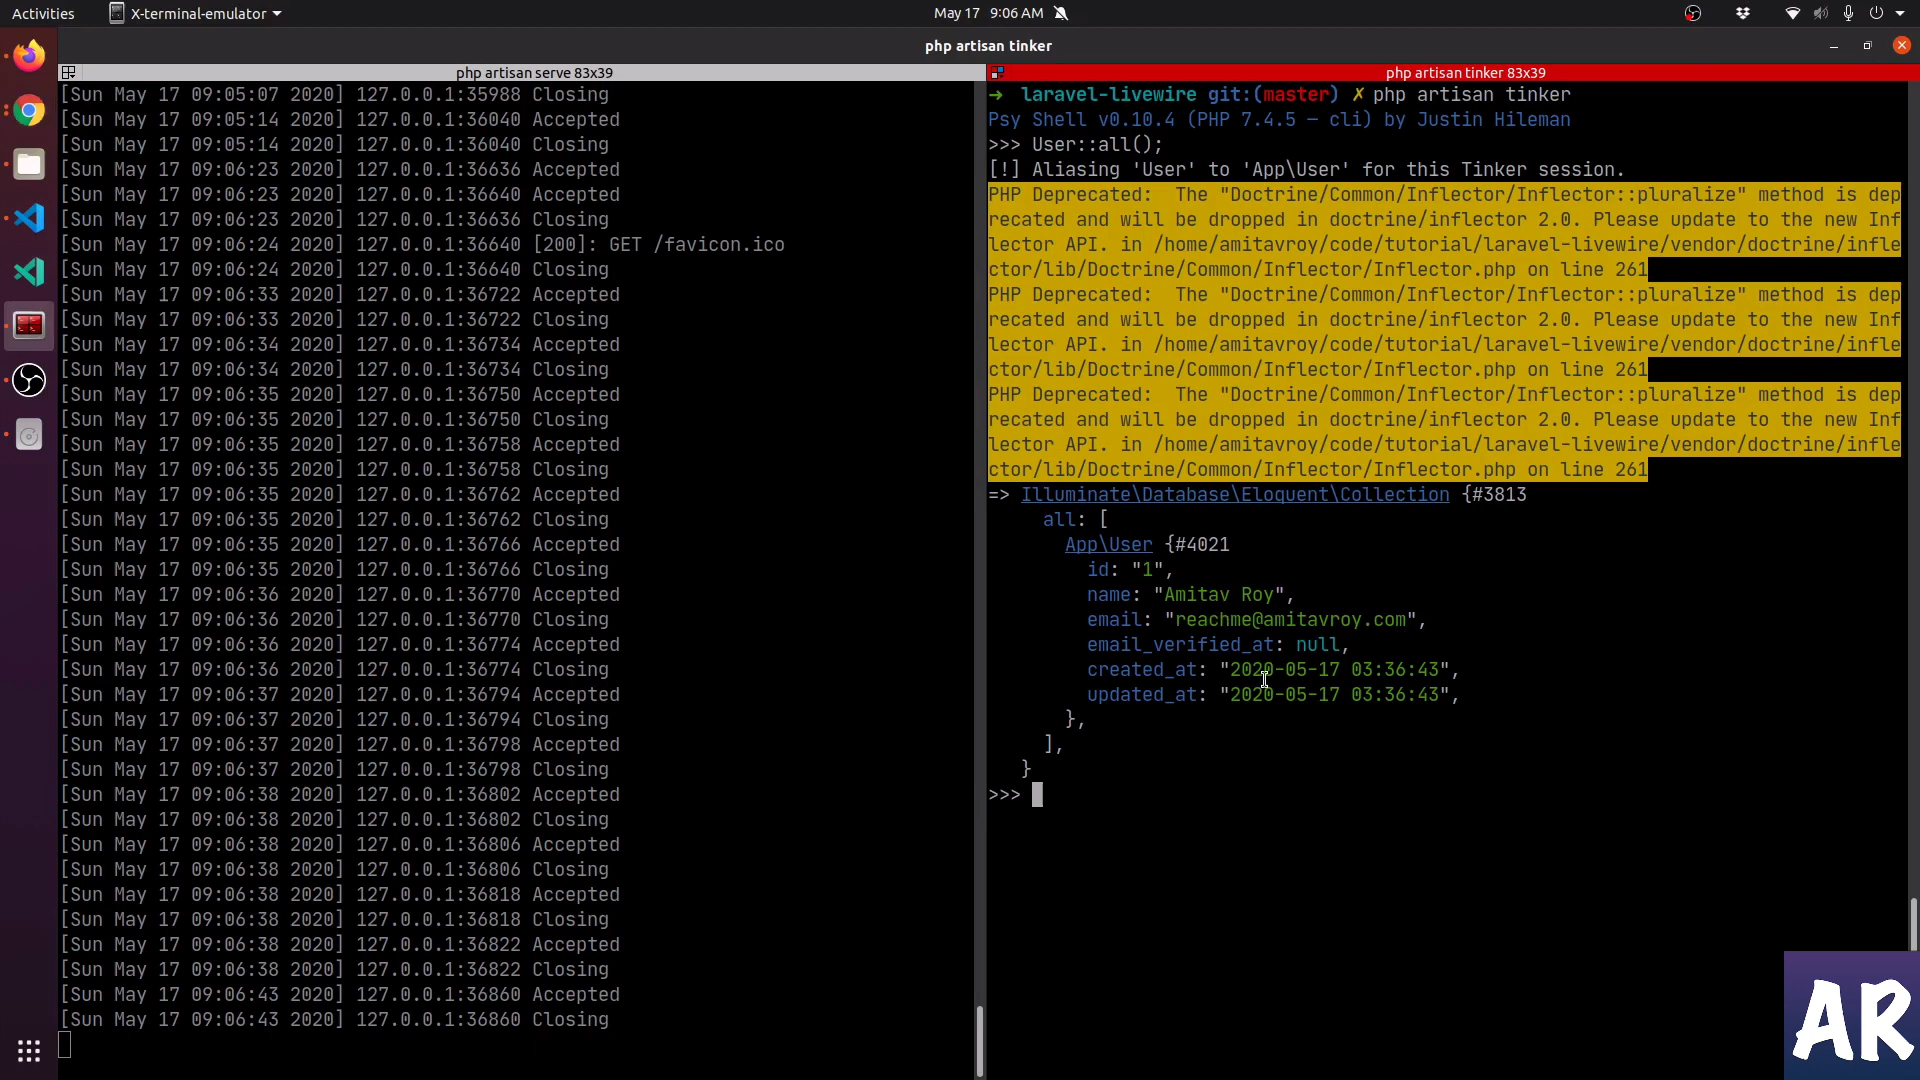 Activities
X-terminal-emulator
May 17 9:06 AM
php artisan tinker
php artisan serve 83x39
[Sun May 17 09:05:07 2020] 127.0.0.1:35988 Closing
[Sun May 17 09:05:14 2020] 127.0.0.1:36040 Accepted
[Sun May 17 09:05:14 2020] 127.0.0.1:36040 Closing
[Sun May 17 09:06:23 2020] 127.0.0.1:36636 Accepted
[Sun May 17 09:06:23 2020] 127.0.0.1:36640 Accepted
[Sun May 17 09:06:23 2020] 127.0.0.1:36636 Closing
[Sun May 17 09:06:24 2020] 127.0.0.1:36640 [200]: GET /favicon.ico
[Sun May 17 09:06:24 2020] 127.0.0.1:36640 Closing
[Sun May 17 09:06:33 2020] 127.0.0.1:36722 Accepted
[Sun May 17 09:06:33 2020] 127.0.0.1:36722 Closing
[Sun May 17 09:06:34 2020] 127.0.0.1:36734 Accepted
[Sun May 17 09:06:34 2020] 127.0.0.1:36734 Closing
[Sun May 17 09:06:35 2020] 127.0.0.1:36750 Accepted
[Sun May 17 09:06:35 2020] 127.0.0.1:36750 Closing
[Sun May 17 09:06:35 2020] 127.0.0.1:36758 Accepted
[Sun May 17 09:06:35 2020] 127.0.0.1:36758 Closing
[Sun May 17 09:06:35 2020] 127.0.0.1:36762 Accepted
[Sun May 17 09:06:35 2020] 127.0.0.1:36762 Closing
[Sun May 17 09:06:35 2020] 127.0.0.1:36766 Accepted
[Sun May 17 09:06:35 2020] 127.0.0.1:36766 Closing
[Sun May 17 09:06:36 2020] 127.0.0.1:36770 Accepted
[Sun May 17 09:06:36 2020] 127.0.0.1:36770 Closing
[Sun May 17 09:06:36 2020] 127.0.0.1:36774 Accepted
[Sun May 17 09:06:36 2020] 127.0.0.1:36774 Closing
[Sun May 17 09:06:37 2020] 127.0.0.1:36794 Accepted
[Sun May 17 09:06:37 2020] 127.0.0.1:36794 Closing
[Sun May 17 09:06:37 2020] 127.0.0.1:36798 Accepted
[Sun May 17 09:06:37 2020] 127.0.0.1:36798 Closing
[Sun May 17 09:06:38 2020] 127.0.0.1:36802 Accepted
[Sun May 17 09:06:38 2020] 127.0.0.1:36802 Closing
[Sun May 17 09:06:38 2020] 127.0.0.1:36806 Accepted
[Sun May 17 09:06:38 2020] 127.0.0.1:36806 Closing
[Sun May 17 09:06:38 2020] 127.0.0.1:36818 Accepted
[Sun May 17 09:06:38 2020] 127.0.0.1:36818 Closing
[Sun May 17 09:06:38 2020] 127.0.0.1:36822 Accepted
[Sun May 17 09:06:38 2020] 127.0.0.1:36822 Closing
[Sun May 17 09:06:43 2020] 127.0.0.1:36860 Accepted
[Sun May 17 09:06:43 2020] 127.0.0.1:36860 Closing
php artisan tinker 83x39
→ laravel-livewire git:(master) ✗ php artisan tinker
Psy Shell v0.10.4 (PHP 7.4.5 — cli) by Justin Hileman
>>> User::all();
[!] Aliasing 'User' to 'App\User' for this Tinker session.
PHP Deprecated:  The "Doctrine/Common/Inflector/Inflector::pluralize" method is dep
recated and will be dropped in doctrine/inflector 2.0. Please update to the new Inf
lector API. in /home/amitavroy/code/tutorial/laravel-livewire/vendor/doctrine/infle
ctor/lib/Doctrine/Common/Inflector/Inflector.php on line 261
PHP Deprecated:  The "Doctrine/Common/Inflector/Inflector::pluralize" method is dep
recated and will be dropped in doctrine/inflector 2.0. Please update to the new Inf
lector API. in /home/amitavroy/code/tutorial/laravel-livewire/vendor/doctrine/infle
ctor/lib/Doctrine/Common/Inflector/Inflector.php on line 261
PHP Deprecated:  The "Doctrine/Common/Inflector/Inflector::pluralize" method is dep
recated and will be dropped in doctrine/inflector 2.0. Please update to the new Inf
lector API. in /home/amitavroy/code/tutorial/laravel-livewire/vendor/doctrine/infle
ctor/lib/Doctrine/Common/Inflector/Inflector.php on line 261
=> Illuminate\Database\Eloquent\Collection {#3813
all: [
App\User {#4021
id: "1",
name: "Amitav Roy",
email: "reachme@amitavroy.com",
email_verified_at: null,
created_at: "2020-05-17 03:36:43",
updated_at: "2020-05-17 03:36:43",
},
],
}
>>>
AR